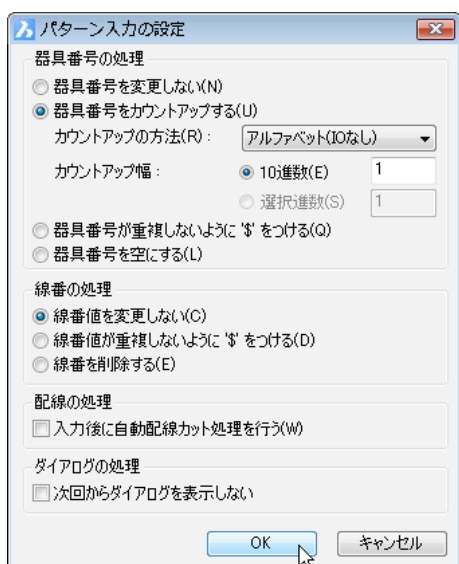 パターン入力の設定
器具番号の処理
器具番号を変更しない(N)
器具番号をカウントアップする(U)
カウントアップの方法(R): アルファベット(IOなし)
カウントアップ幅: 10進数(E) 1
選択進数(S) 1
器具番号が重複しないように '$' をつける(Q)
器具番号を空にする(L)
線番の処理
線番値を変更しない(C)
線番値が重複しないように '$' をつける(D)
線番を削除する(E)
配線の処理
入力後に自動配線カット処理を行う(W)
ダイアログの処理
次回からダイアログを表示しない
OK キャンセル